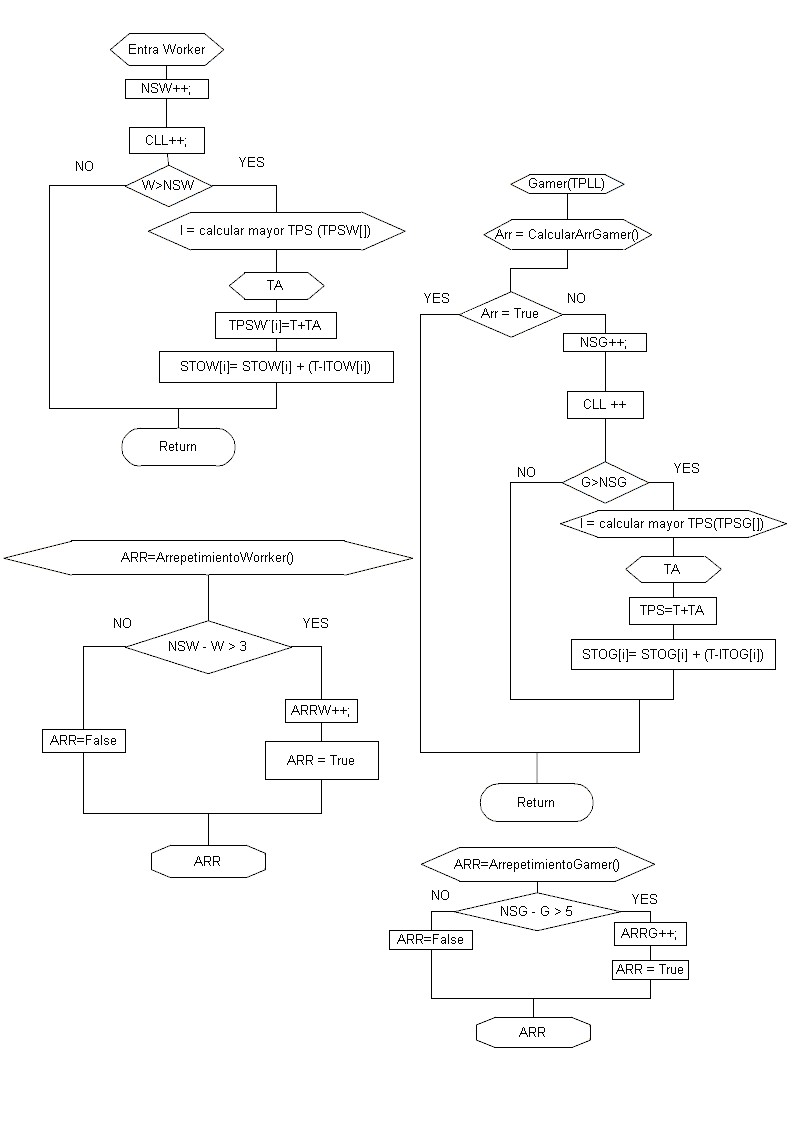 Entra Worker
NSW++;
CLL++;
NO
YES
W>NSW
I = calcular mayor TPS (TPSW[])
TA
TPSW¨[i]=T+TA
STOW[i]= STOW[i] + (T-ITOW[i])
Return
Gamer(TPLL)
Arr = CalcularArrGamer()
YES
NO
Arr = True
NSG++;
CLL ++
NO
YES
G>NSG
I = calcular mayor TPS(TPSG[])
TA
TPS=T+TA
STOG[i]= STOG[i] + (T-ITOG[i])
Return
ARR=ArrepetimientoWorrker()
NO
YES
NSW - W > 3
ARRW++;
ARR=False
ARR = True
ARR
ARR=ArrepetimientoGamer()
NO
YES
NSG - G > 5
ARRG++;
ARR=False
ARR = True
ARR